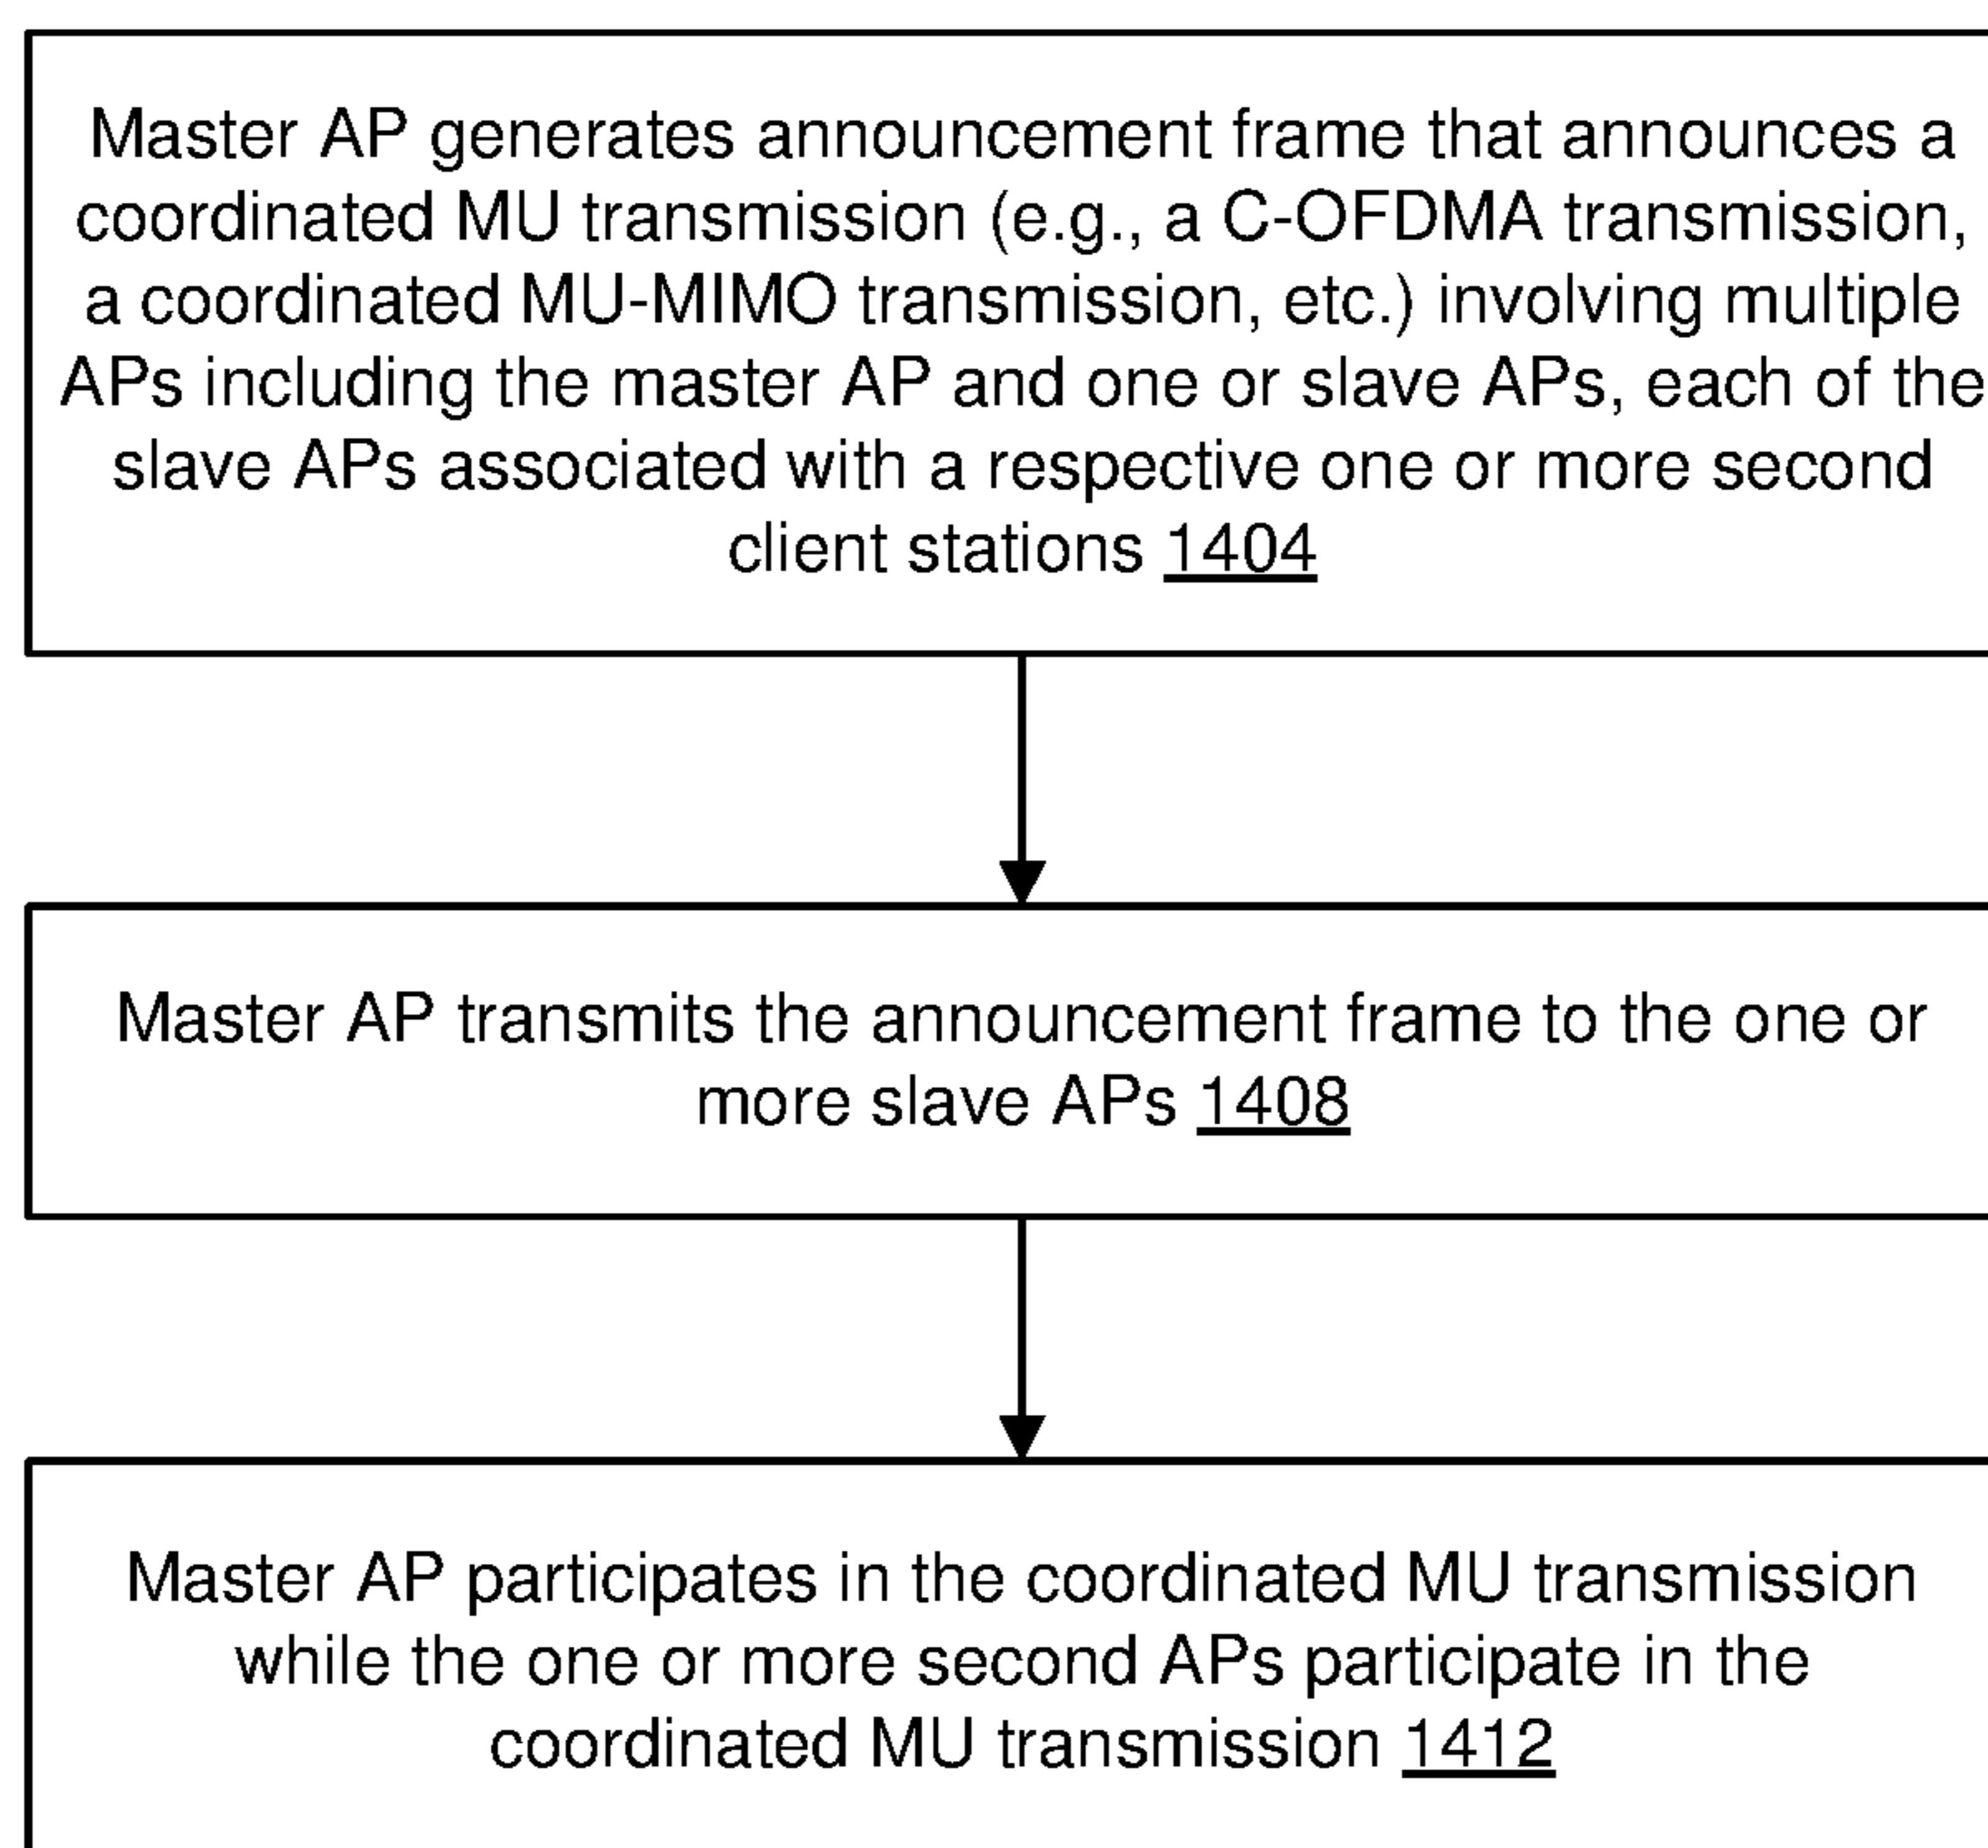 Master AP generates announcement frame that announces a
coordinated MU transmission (e.g., a C-OFDMA transmission,
a coordinated MU-MIMO transmission, etc.) involving multiple
APs including the master AP and one or slave APs, each of the
slave APs associated with a respective one or more second
client stations 1404
Master AP transmits the announcement frame to the one or
more slave APs 1408
Master AP participates in the coordinated MU transmission
while the one or more second APs participate in the
coordinated MU transmission 1412